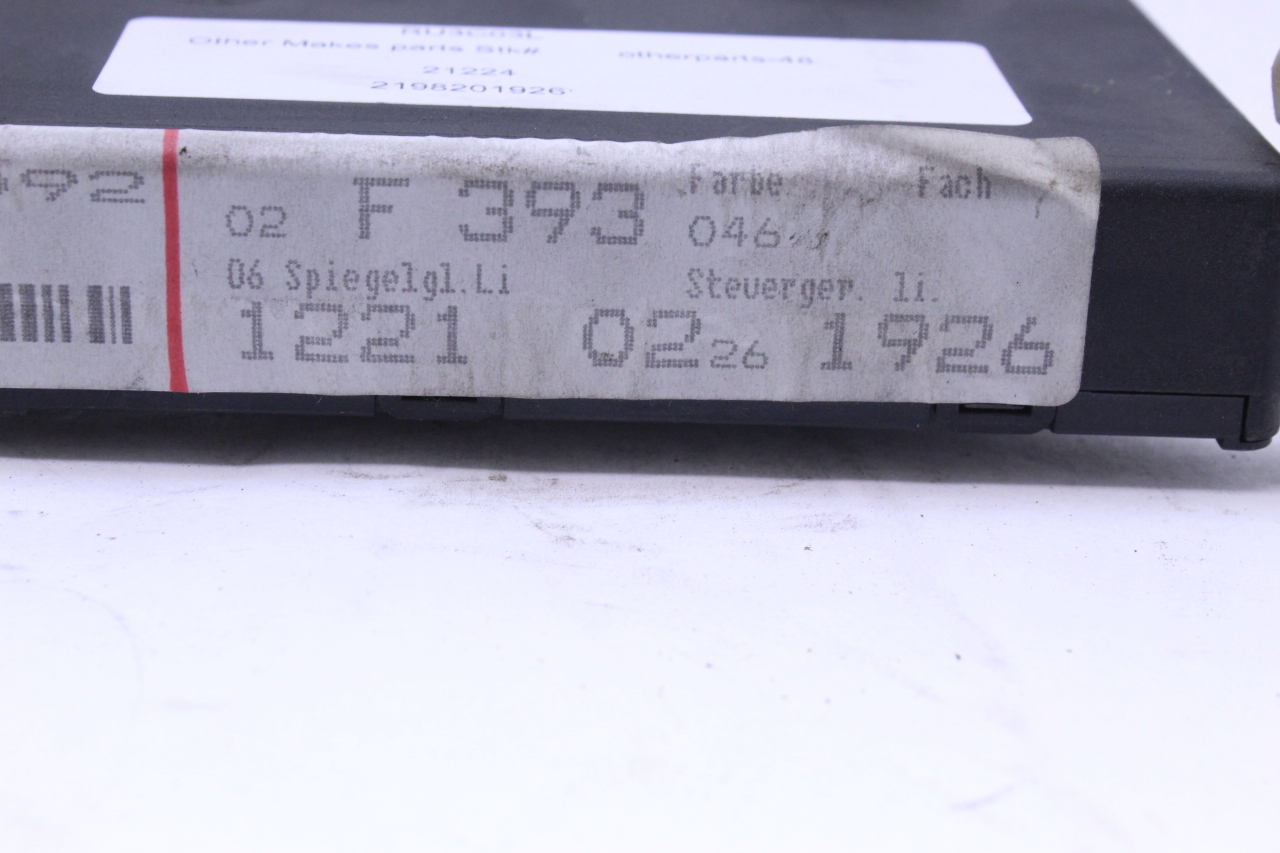 Other Makes parts Stk# otherparts-48
21224
2198201926
92
02 F 393 Farbe Fach
046
06 Spiegelgl.Li Steuerger. li.
1221 02 26 1926